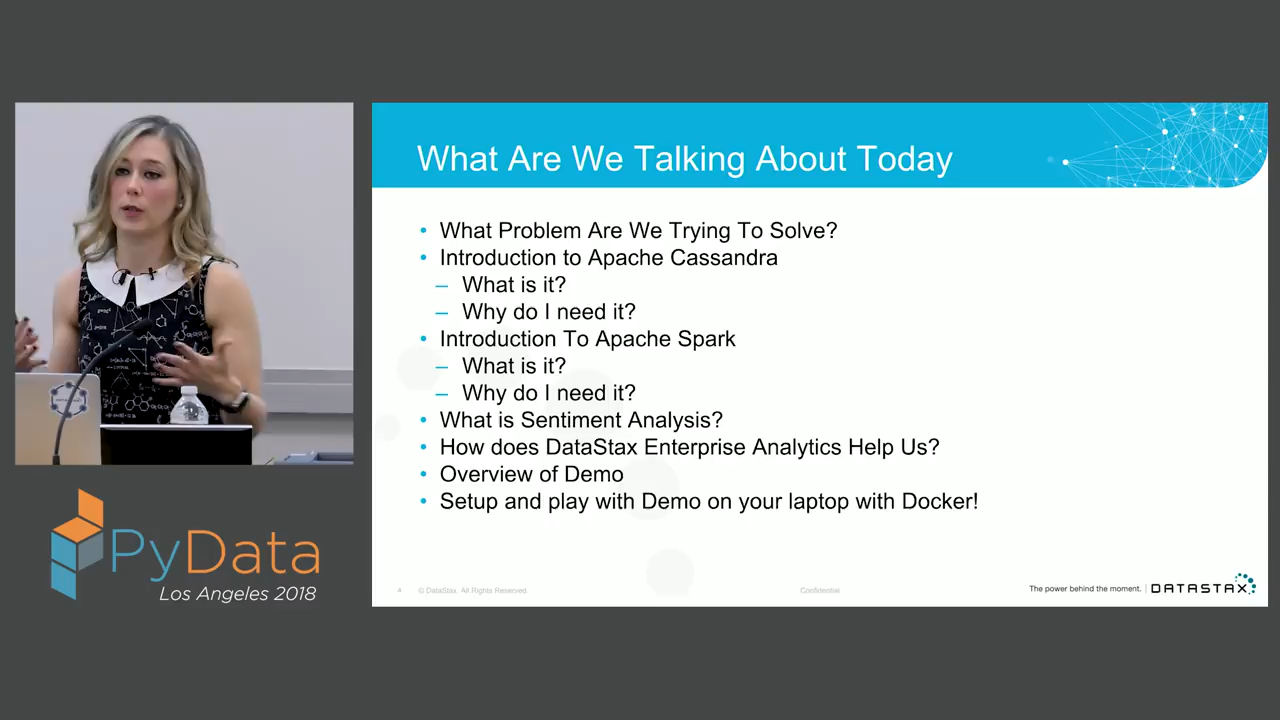 What Are We Talking About Today
• What Problem Are We Trying To Solve?
• Introduction to Apache Cassandra
– What is it?
– Why do I need it?
• Introduction To Apache Spark
– What is it?
– Why do I need it?
• What is Sentiment Analysis?
• How does DataStax Enterprise Analytics Help Us?
• Overview of Demo
• Setup and play with Demo on your laptop with Docker!
4 © DataStax. All Rights Reserved. Confidential
The power behind the moment. | DATASTAX
PyData
Los Angeles 2018